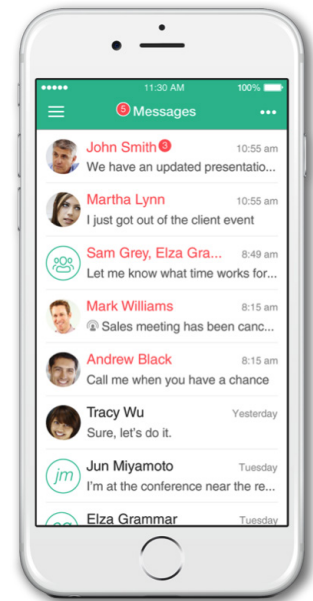 11:30 AM 100%
5 Messages
John Smith 3 10:55 am
We have an updated presentatio...
Martha Lynn 10:55 am
I just got out of the client event
Sam Grey, Elza Gra... 8:49 am
Let me know what time works for...
Mark Williams 8:15 am
Sales meeting has been canc...
Andrew Black 8:15 am
Call me when you have a chance
Tracy Wu Yesterday
Sure, let's do it.
jm Jun Miyamoto Tuesday
I'm at the conference near the re...
Elza Grammar Tuesday